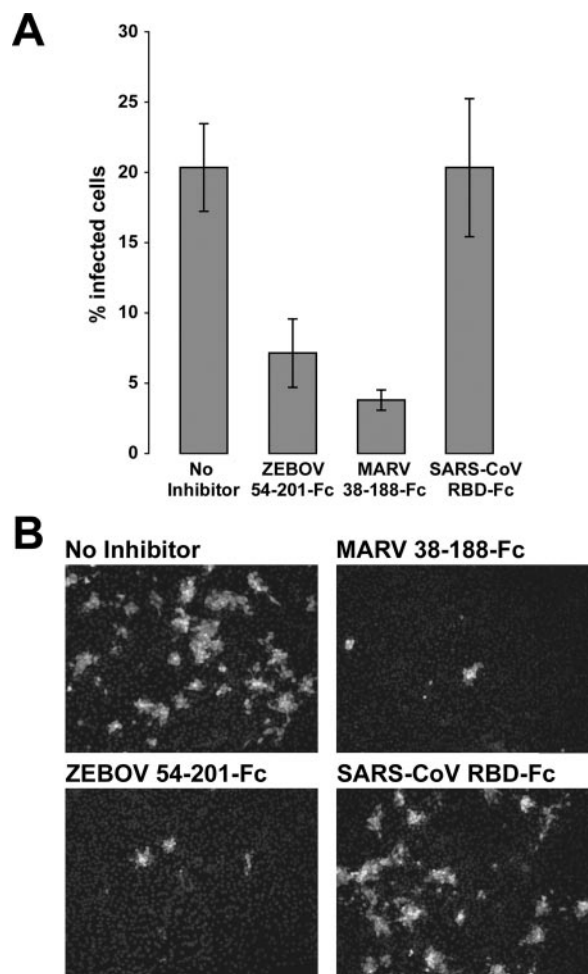 A
30
25
20
15
10
5
0
% infected cells
No
Inhibitor
ZEBOV
54-201-Fc
MARV
38-188-Fc
SARS-CoV
RBD-Fc
B
No Inhibitor
MARV 38-188-Fc
ZEBOV 54-201-Fc
SARS-CoV RBD-Fc